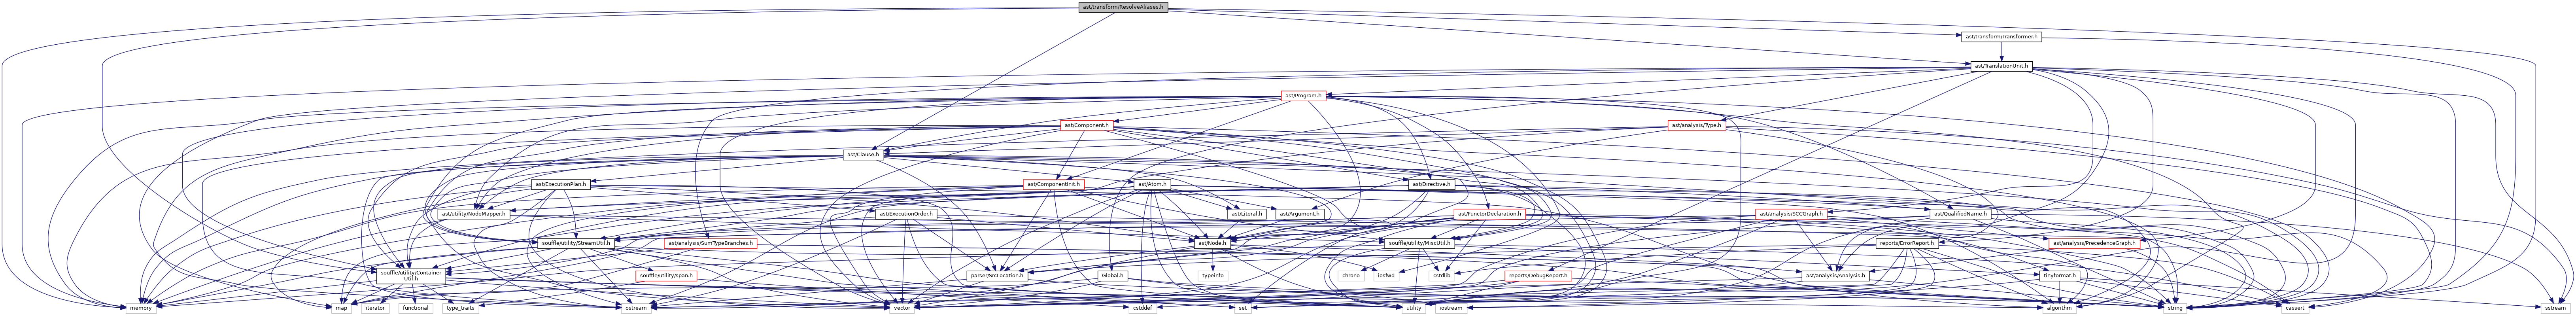 ast/transform/ResolveAliases.h
ast/transform/Transformer.h
ast/TranslationUnit.h
ast/Program.h
ast/Component.h
ast/analysis/Type.h
ast/Clause.h
ast/ExecutionPlan.h
ast/ComponentInit.h
ast/Atom.h
ast/Directive.h
ast/utility/NodeMapper.h
ast/ExecutionOrder.h
ast/Literal.h
ast/Argument.h
ast/FunctorDeclaration.h
ast/analysis/SCCGraph.h
ast/QualifiedName.h
souffle/utility/StreamUtil.h
ast/analysis/SumTypeBranches.h
ast/Node.h
souffle/utility/MiscUtil.h
reports/ErrorReport.h
ast/analysis/PrecedenceGraph.h
souffle/utility/Container
Util.h
souffle/utility/span.h
parser/SrcLocation.h
Global.h
typeinfo
chrono
iosfwd
cstdlib
reports/DebugReport.h
ast/analysis/Analysis.h
tinyformat.h
memory
map
iterator
functional
type_traits
ostream
vector
cstddef
set
utility
iostream
algorithm
string
cassert
sstream